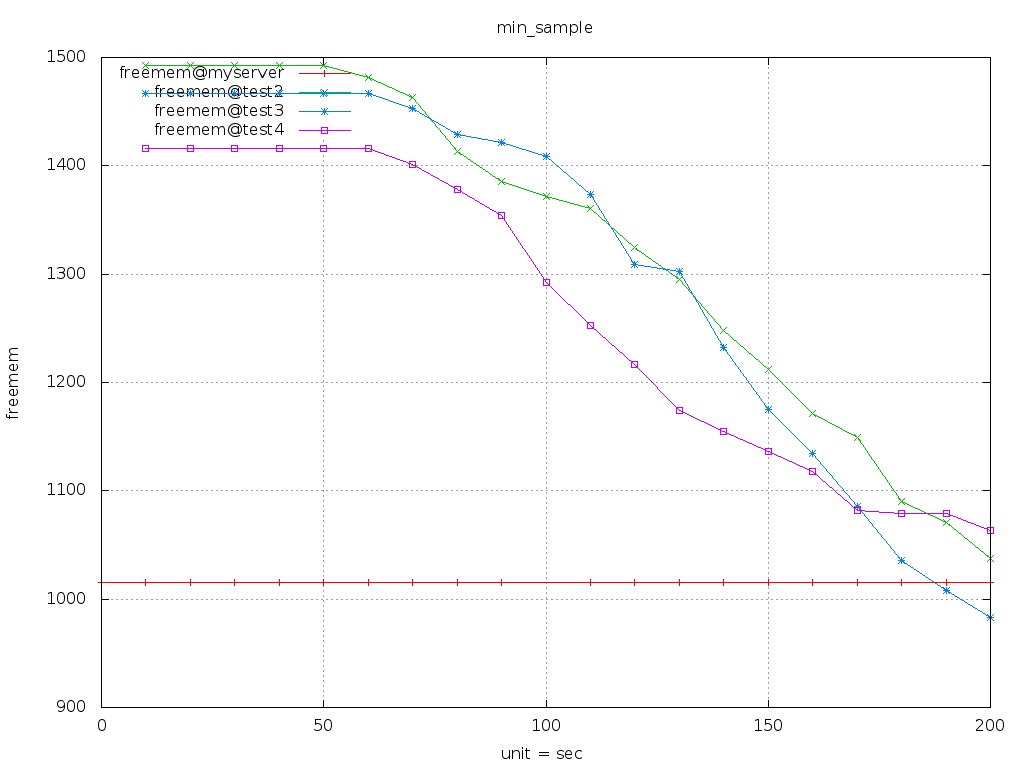 min_sample
1500
1400
1300
1200
1100
1000
900
freemem
freemem@myserver
freemem@test2
freemem@test3
freemem@test4
0 50 100 150 200
unit = sec